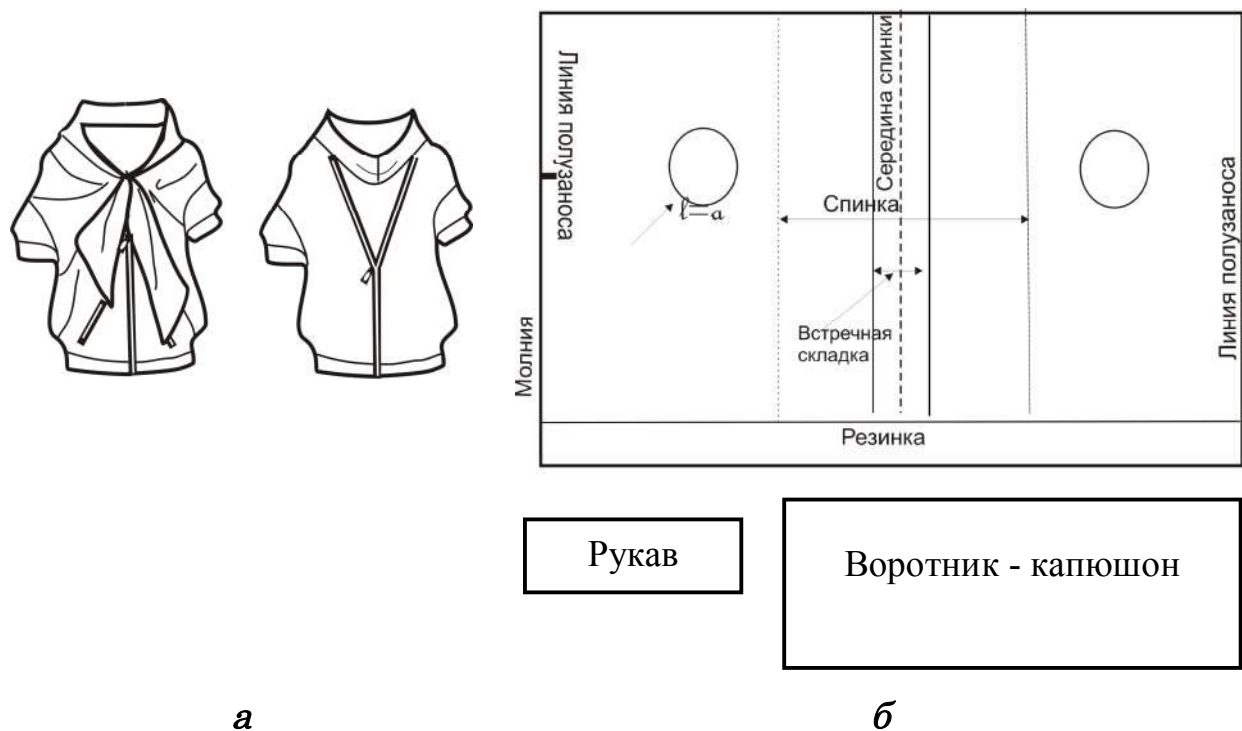 Линия полузаноса
Середина спинки
ℓ=a
Спинка
Встречная
складка
Молния
Линия полузаноса
Резинка
Рукав
Воротник - капюшон
а
б